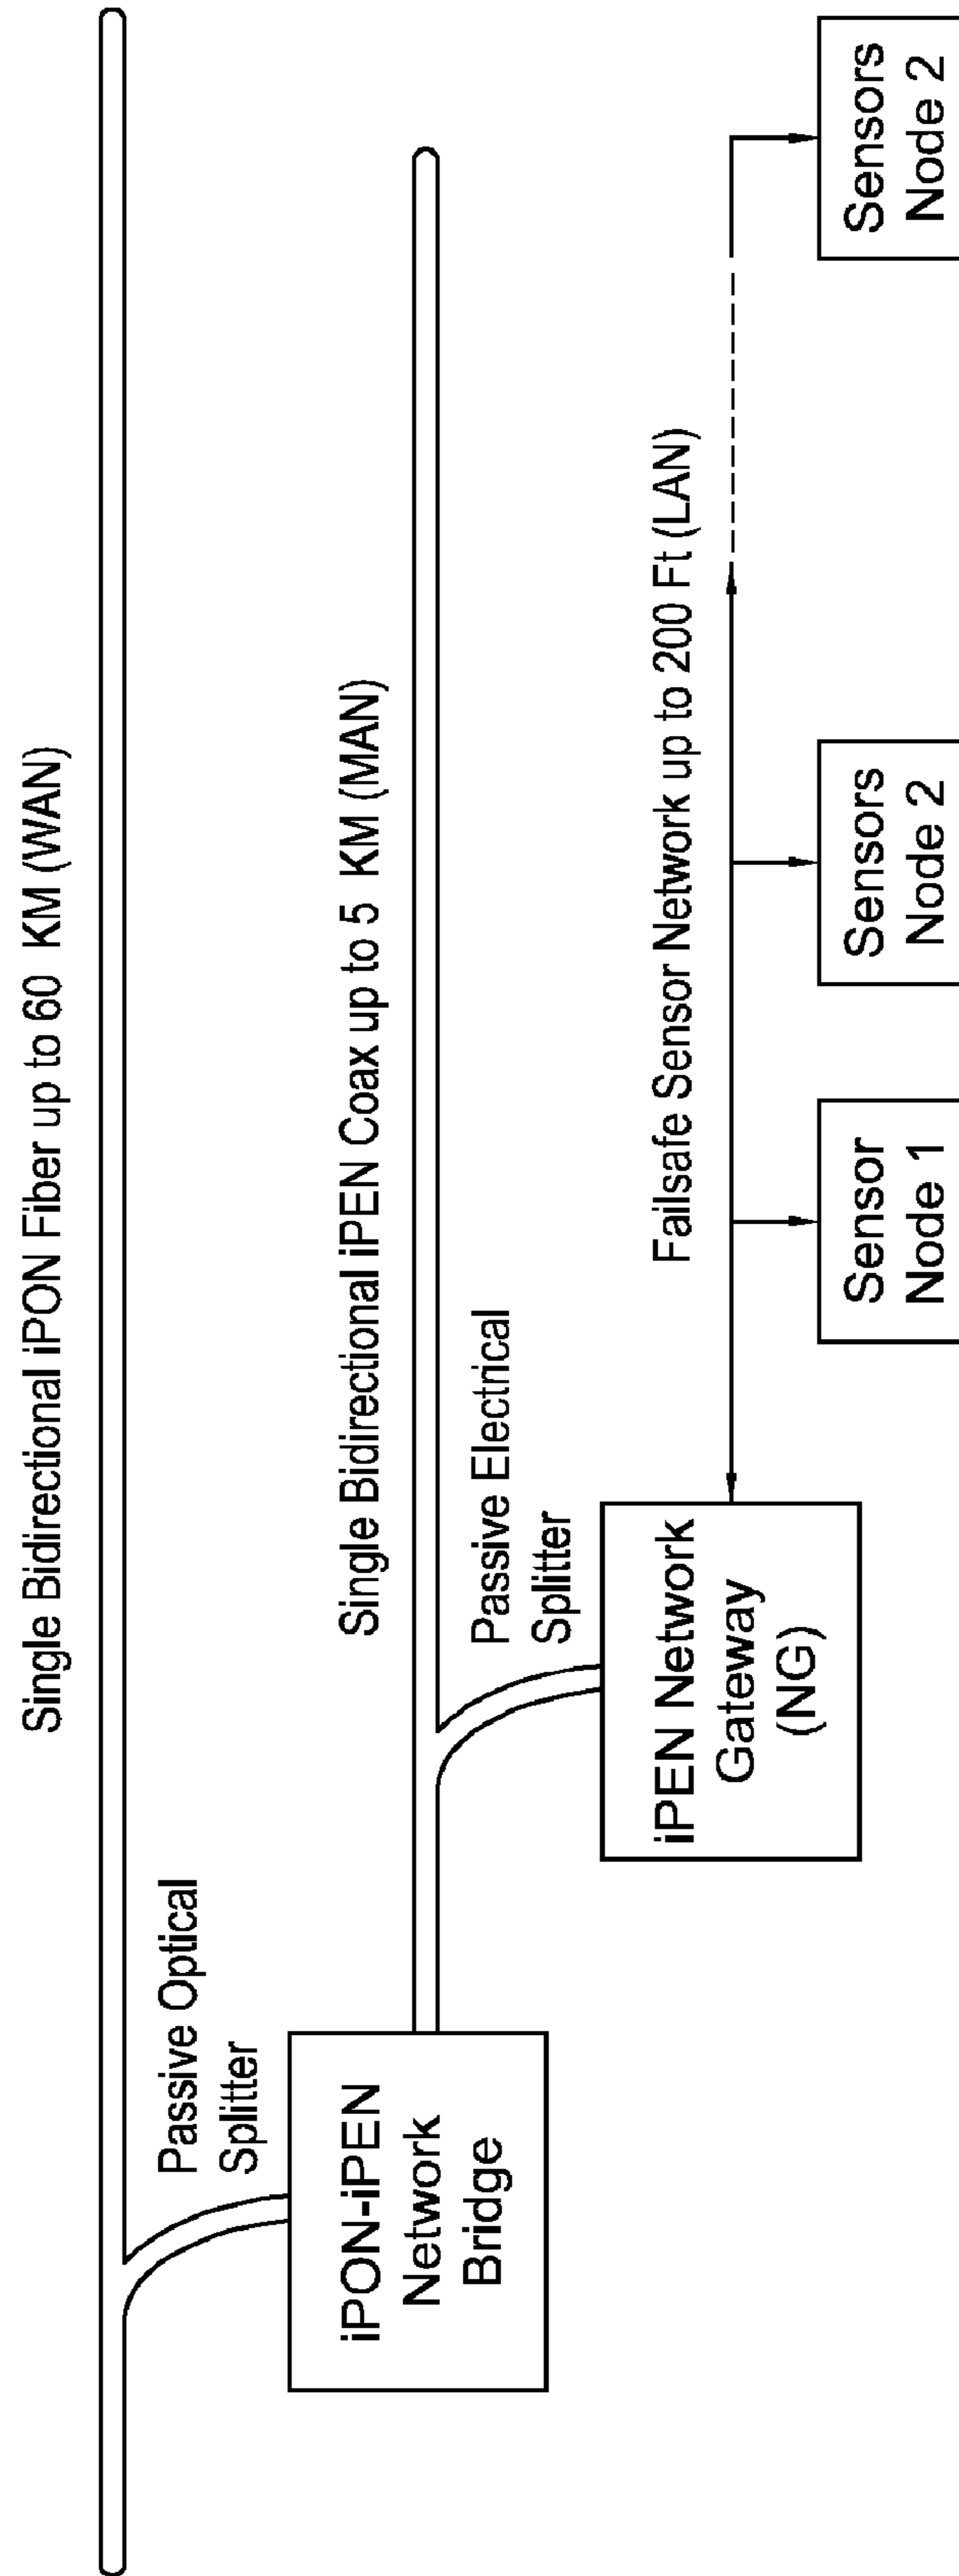 Single Bidirectional iPON Fiber up to 60 KM (WAN)
Passive Optical
Splitter
iPON-iPEN
Network
Bridge
Single Bidirectional iPEN Coax up to 5 KM (MAN)
Passive Electrical
Splitter
iPEN Network
Gateway
(NG)
Failsafe Sensor Network up to 200 Ft (LAN)
Sensor
Node 1
Sensors
Node 2
Sensors
Node 2